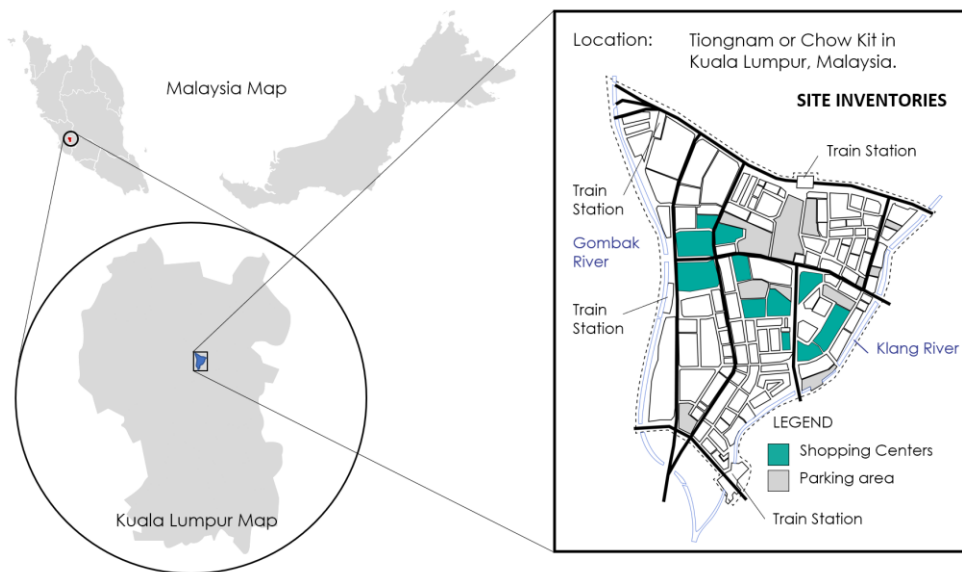 Malaysia Map
Kuala Lumpur Map
Location: Tiongnam or Chow Kit in
Kuala Lumpur, Malaysia.
SITE INVENTORIES
Train Station
Train
Station
Gombak
River
Train
Station
Klang River
LEGEND
Shopping Centers
Parking area
Train Station